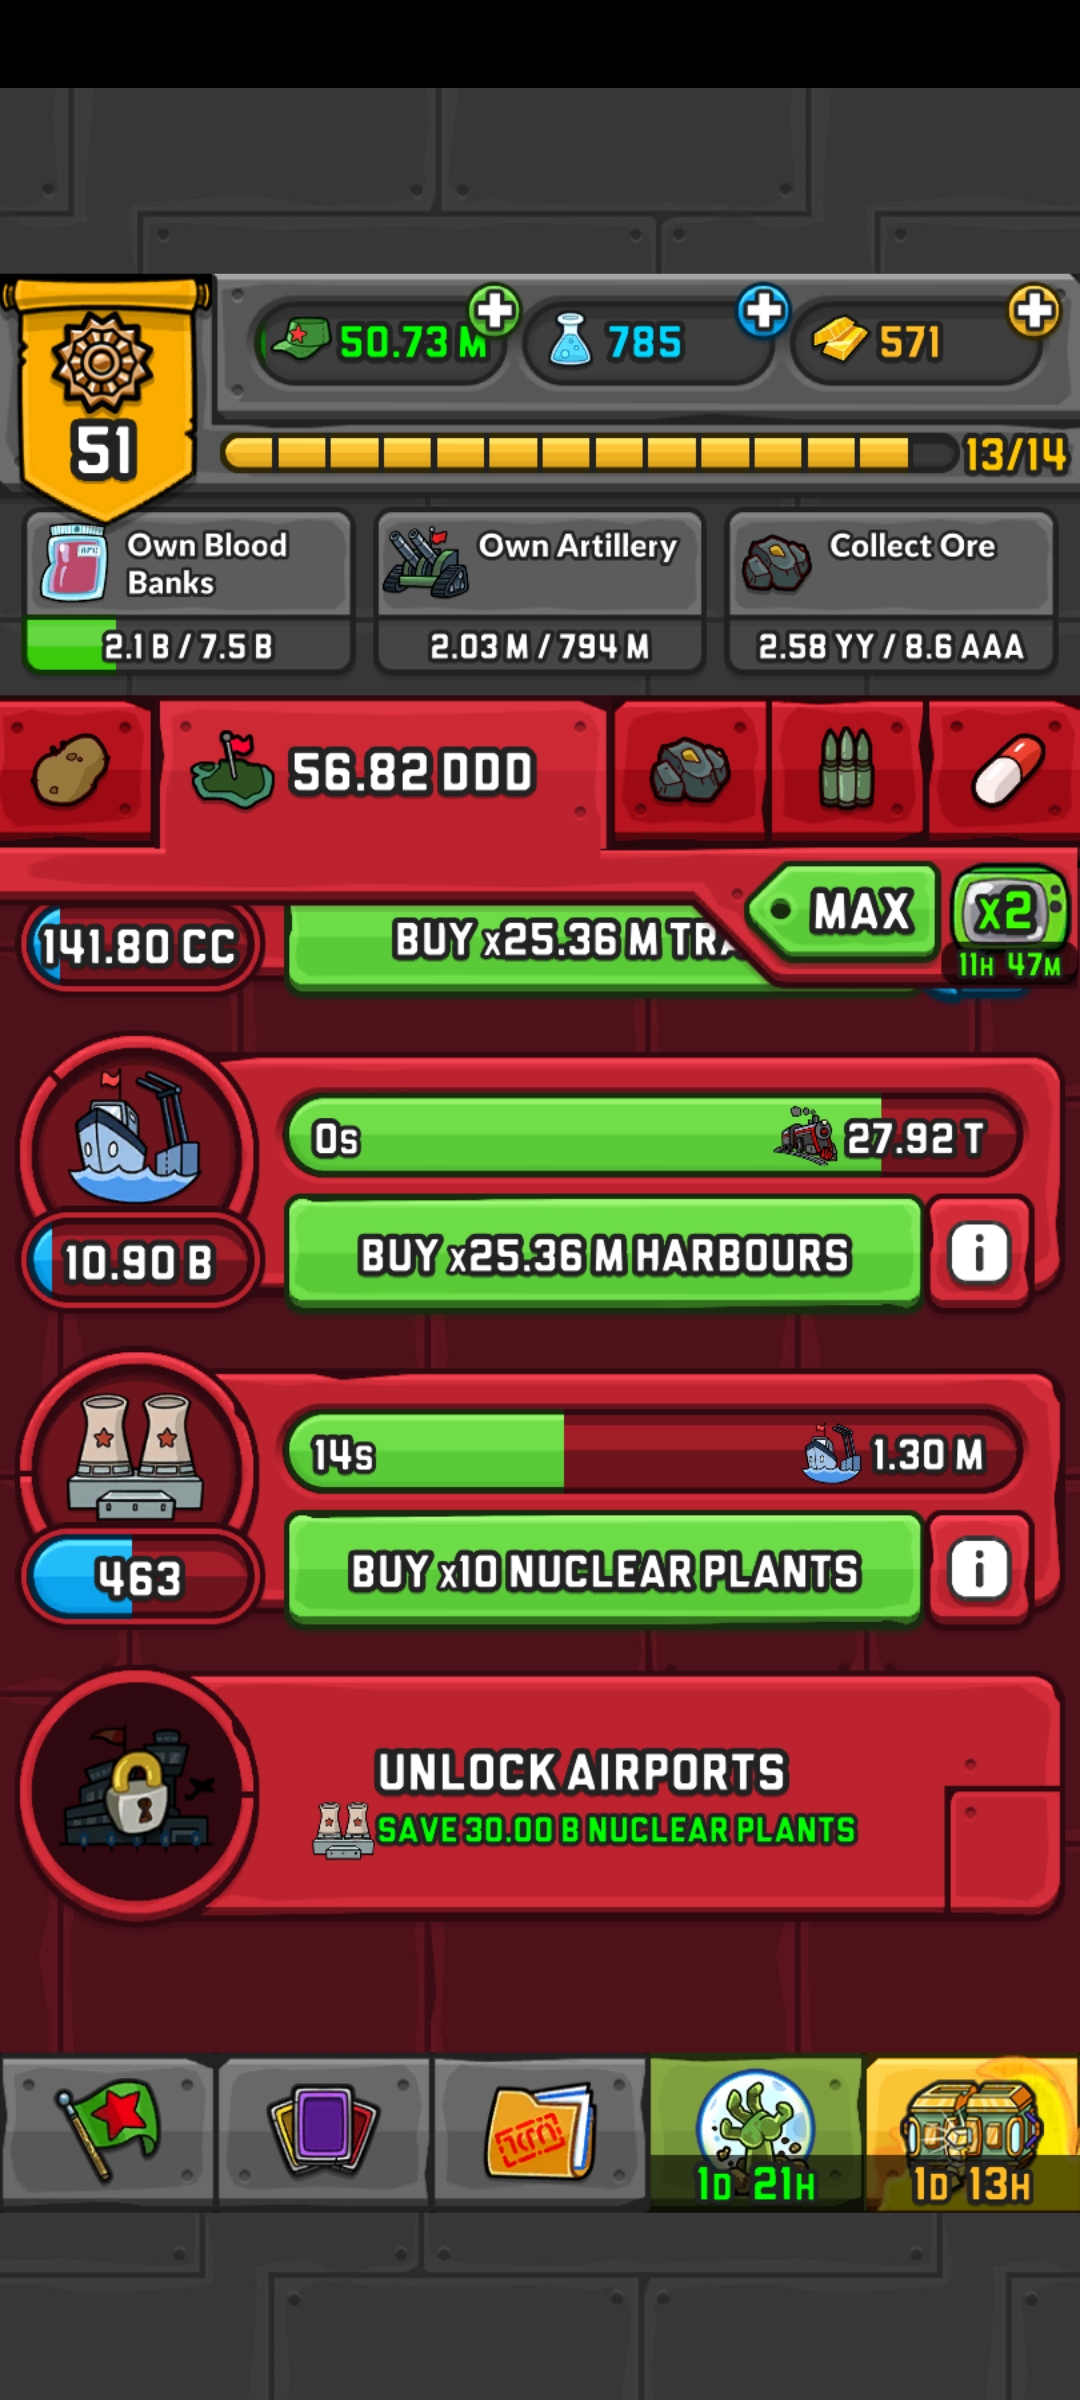 50.73 M
785
571
51
13/14
Own Blood
Banks
2.1 B / 7.5 B
Own Artillery
2.03 M / 794 M
Collect Ore
2.58 YY / 8.6 AAA
56.82 DDD
MAX
x2
11H 47M
141.80 CC
BUY x25.36 M
0s
27.92 T
10.90 B
BUY x25.36 M HARBOURS
i
14s
1.30 M
463
BUY x10 NUCLEAR PLANTS
i
UNLOCK AIRPORTS
SAVE 30.00 B NUCLEAR PLANTS
1D 21H
1D 13H